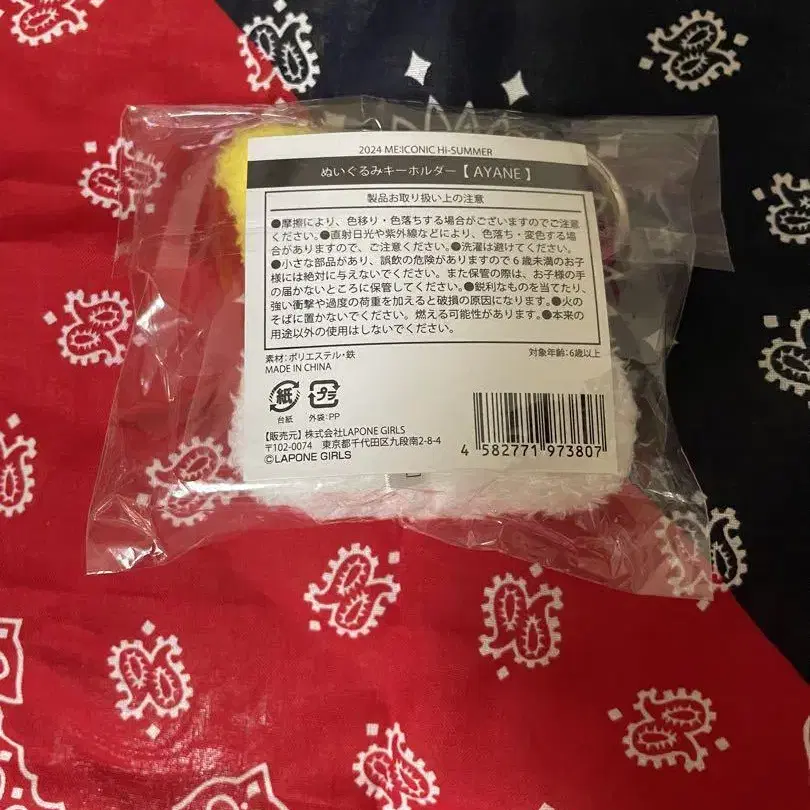 2024 ME:ICONIC HI-SUMMER
ぬいぐるみキーホルダー【 AYANE 】
製品お取り扱い上の注意
●摩擦により、色移り・色落ちする場合がございますのでご注意
ください。●直射日光や紫外線などにより、色落ち・変色する場
合がありますので、ご注意ください。●洗濯は避けてください。
●小さな部品があり、誤飲の危険がありますので6歳未満のお子
様には絶対に与えないでください。また保管の際は、お子様の手
の届かないところに保管してください。●鋭利なものを当てたり、
強い衝撃や過度の荷重を加えると破損の原因になります。●火の
そばに置かないでください。燃える可能性があります。●本来の
用途以外の使用はしないでください。
素材：ポリエステル・鉄
対象年齢：6歳以上
MADE IN CHINA
紙
プラ
台紙
外袋：PP
【販売元】株式会社LAPONE GIRLS
〒102-0074 東京都千代田区九段南2-8-4
©LAPONE GIRLS
4 582771 973807